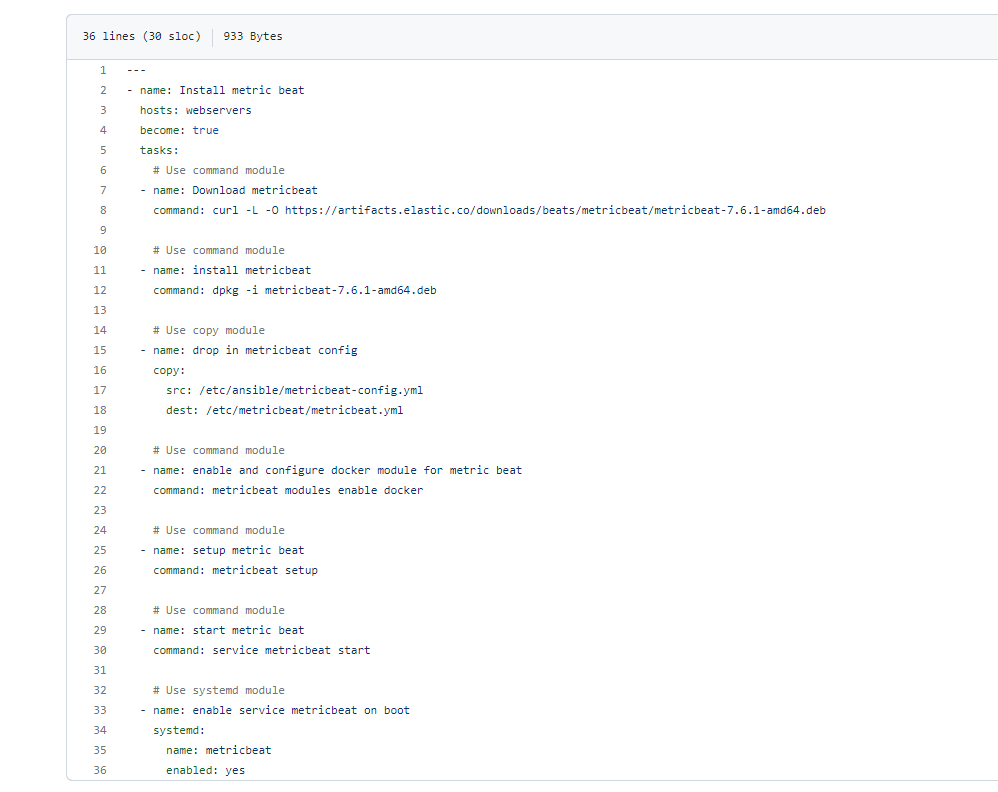 36 lines (30 sloc) 933 Bytes
1 ---
2 - name: Install metric beat
3   hosts: webservers
4   become: true
5   tasks:
6     # Use command module
7   - name: Download metricbeat
8     command: curl -L -O https://artifacts.elastic.co/downloads/beats/metricbeat/metricbeat-7.6.1-amd64.deb
9
10     # Use command module
11   - name: install metricbeat
12     command: dpkg -i metricbeat-7.6.1-amd64.deb
13
14     # Use copy module
15   - name: drop in metricbeat config
16     copy:
17       src: /etc/ansible/metricbeat-config.yml
18       dest: /etc/metricbeat/metricbeat.yml
19
20     # Use command module
21   - name: enable and configure docker module for metric beat
22     command: metricbeat modules enable docker
23
24     # Use command module
25   - name: setup metric beat
26     command: metricbeat setup
27
28     # Use command module
29   - name: start metric beat
30     command: service metricbeat start
31
32     # Use systemd module
33   - name: enable service metricbeat on boot
34     systemd:
35       name: metricbeat
36       enabled: yes